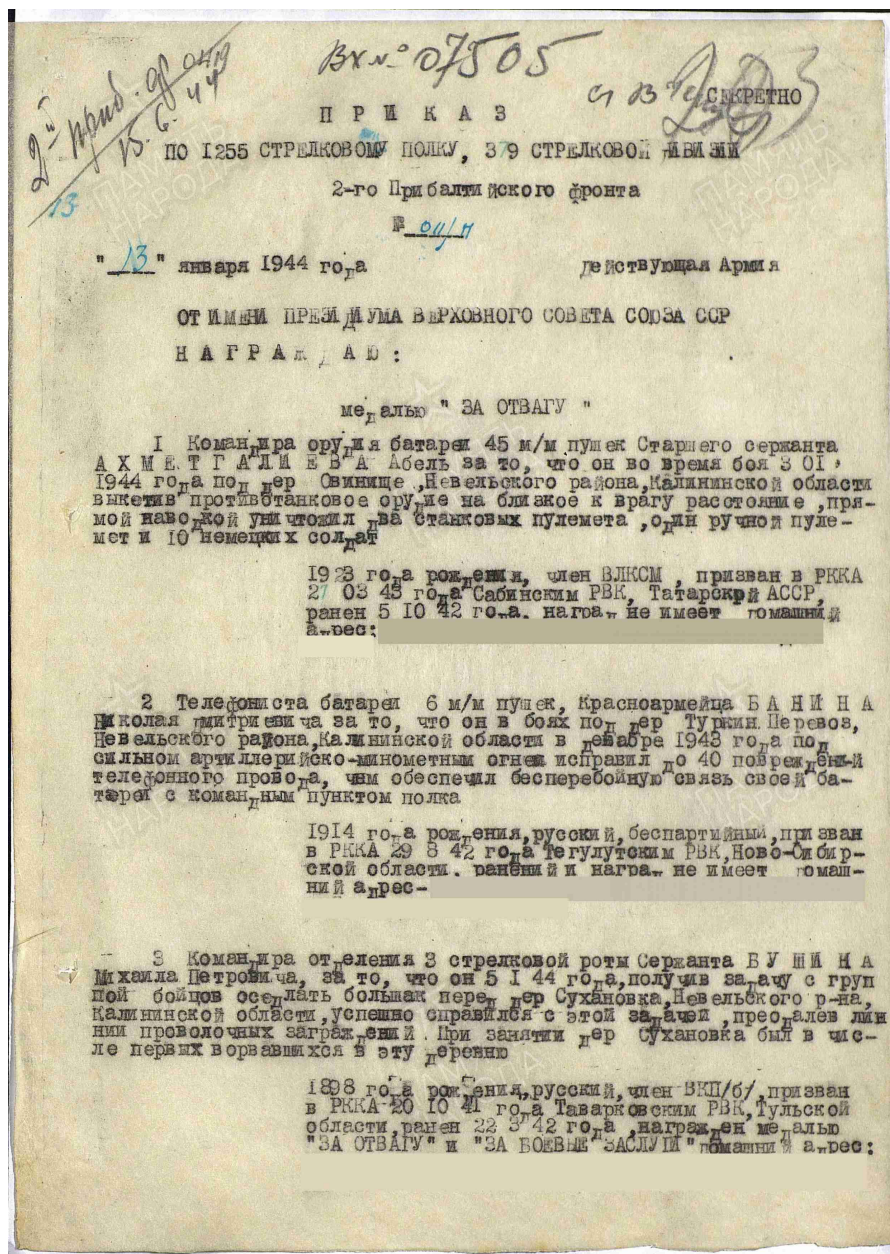 Вх № 07505
2й приб. ф
15.6.44
13
СЕКРЕТНО
П Р И К А З
ПО 1255 СТРЕЛКОВОМУ ПОЛКУ, 379 СТРЕЛКОВОЙ ДИВИЗИИ
2-го Прибалтийского фронта
№ 011/н
"13" января 1944 года действующая Армия
ОТ ИМЕНИ ПРЕЗИДИУМА ВЕРХОВНОГО СОВЕТА СОЮЗА ССР
Н А Г Р А Ж Д А Ю :
медалью " ЗА ОТВАГУ "
1 Командира орудия батареи 45 м/м пушек Старшего сержанта
А Х М Е Т Г А Л И Е В А Абель за то, что он во время боя 3 01
1944 года под дер Овинище ,Невельского района,Калининской области
выкетив противотанковое орудие на близкое к врагу расстояние ,пря-
мой наводкой уничтожил два станковых пулемета ,один ручной пуле-
мет и 10 немецких солдат
1923 года рождения, член ВЛКСМ , призван в РККА
27 03 43 года Сабинским РВК, Татарской АССР,
ранен 5 10 42 года. наград не имеет домашний
адрес:
2 Телефониста батареи 6 м/м пушек, Красноармейца Б А Н И Н А
Николая Дмитриевича за то, что он в боях под дер Туркин Перевоз,
Невельского района,Калининской области в декабре 1943 года под
сильном артиллерийско-минометным огнем исправил до 40 повреждений
телефонного провода, чем обеспечил бесперебойную связь своей ба-
тареи с командным пунктом полка
1914 года рождения,русский,беспартийный,призван
в РККА 29 8 42 года Тегулутским РВК,Ново-Сибир-
ской области. ранений и наград не имеет домаш-
ний адрес-
3 Командира отделения 3 стрелковой роты Сержанта Б У Ш И Н А
Михаила Петровича, за то, что он 5 1 44 года,получив задачу с груп
пой бойцов оседлать большак перед дер Сухановка,Невельского р-на,
Калининской области,успешно справился с этой задачей ,преодалев лин
нии проволочных заграждений. При занятии дер Сухановка был в чис-
ле первых ворвавшихся в эту деревню
1898 года рождения,русский,член ВКП/б/,призван
в РККА 20 10 41 года Таварковским РВК,Тульской
области,ранен 22 3 42 года ,награжден медалью
"ЗА ОТВАГУ" и "ЗА БОЕВЫЕ ЗАСЛУГИ"домашний адрес: